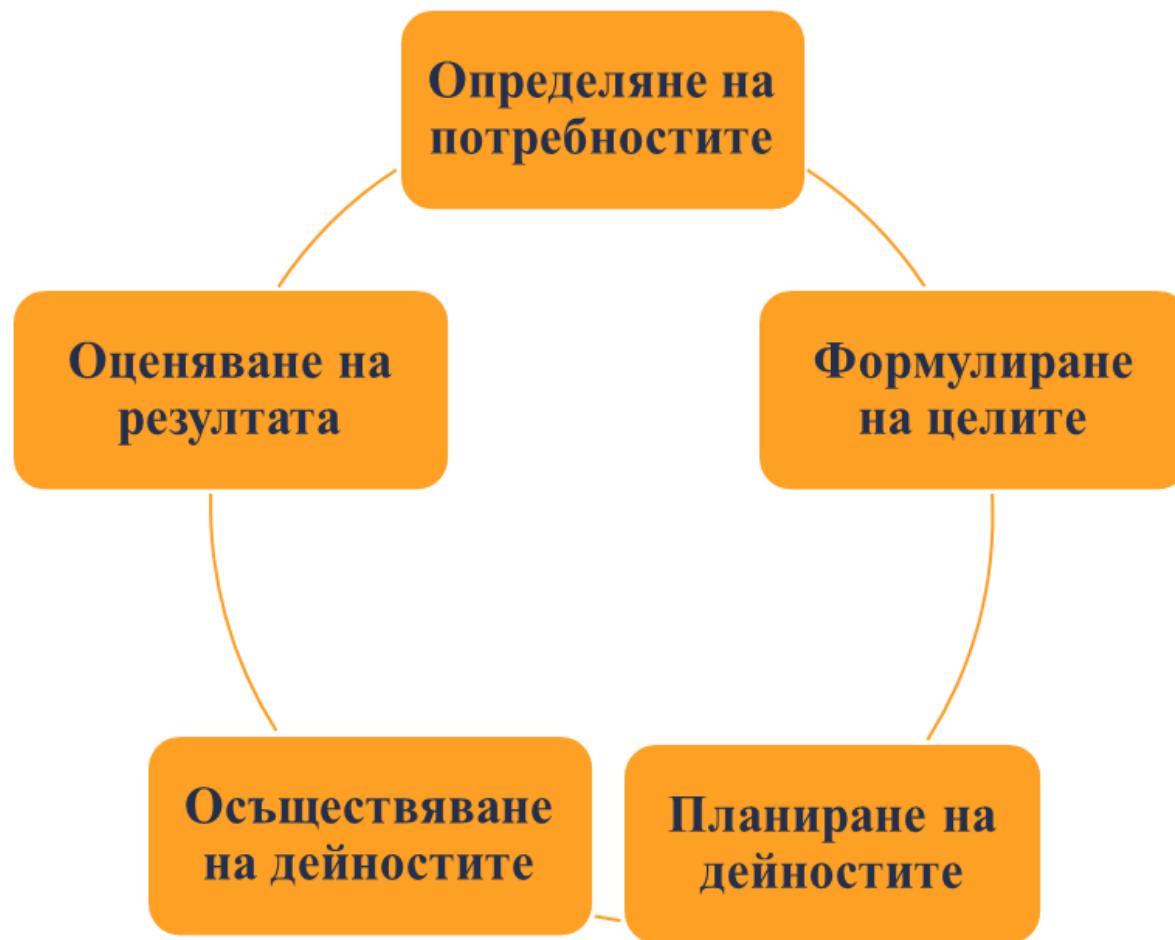 Определяне на
потребностите
Формулиране
на целите
Планиране на
дейностите
Осъществяване
на дейностите
Оценяване на
резултата